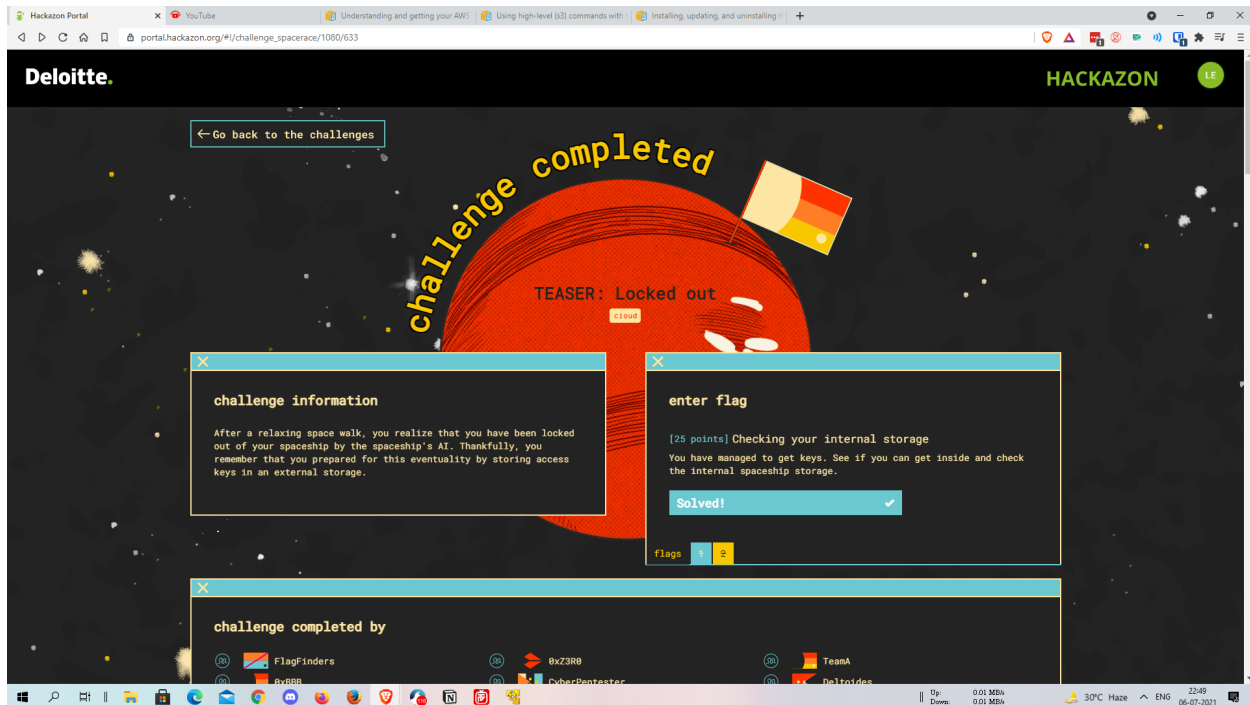 Hackazon Portal
YouTube
Understanding and getting your AWS
Using high-level (s3) commands with
Installing, updating, and uninstalling
portal.hackazon.org/#!/challenge_spacerace/1080/633
Deloitte.
HACKAZON
LE
Go back to the challenges
challenge completed
TEASER: Locked out
cloud
challenge information
After a relaxing space walk, you realize that you have been locked
out of your spaceship by the spaceship's AI. Thankfully, you
remember that you prepared for this eventuality by storing access
keys in an external storage.
enter flag
[25 points] Checking your internal storage
You have managed to get keys. See if you can get inside and check
the internal spaceship storage.
Solved!
flags 1 2
challenge completed by
FlagFinders
0xZ3R0
TeamA
0xBBB
CyberPentester
Deltoides
Up: 0.01 MB/s
Down: 0.01 MB/s
30°C Haze
ENG
22:49
06-07-2021